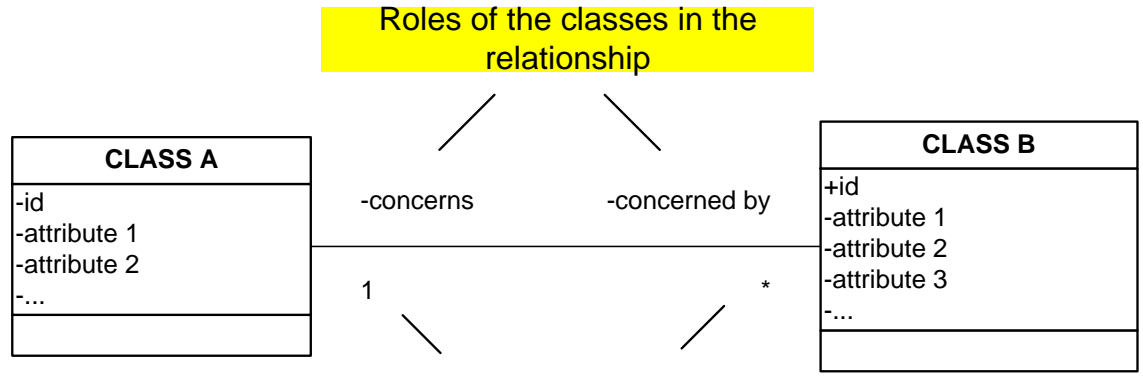 Roles of the classes in the
relationship
CLASS A
-id
-attribute 1
-attribute 2
-...
-concerns
-concerned by
1
*
CLASS B
+id
-attribute 1
-attribute 2
-attribute 3
-...